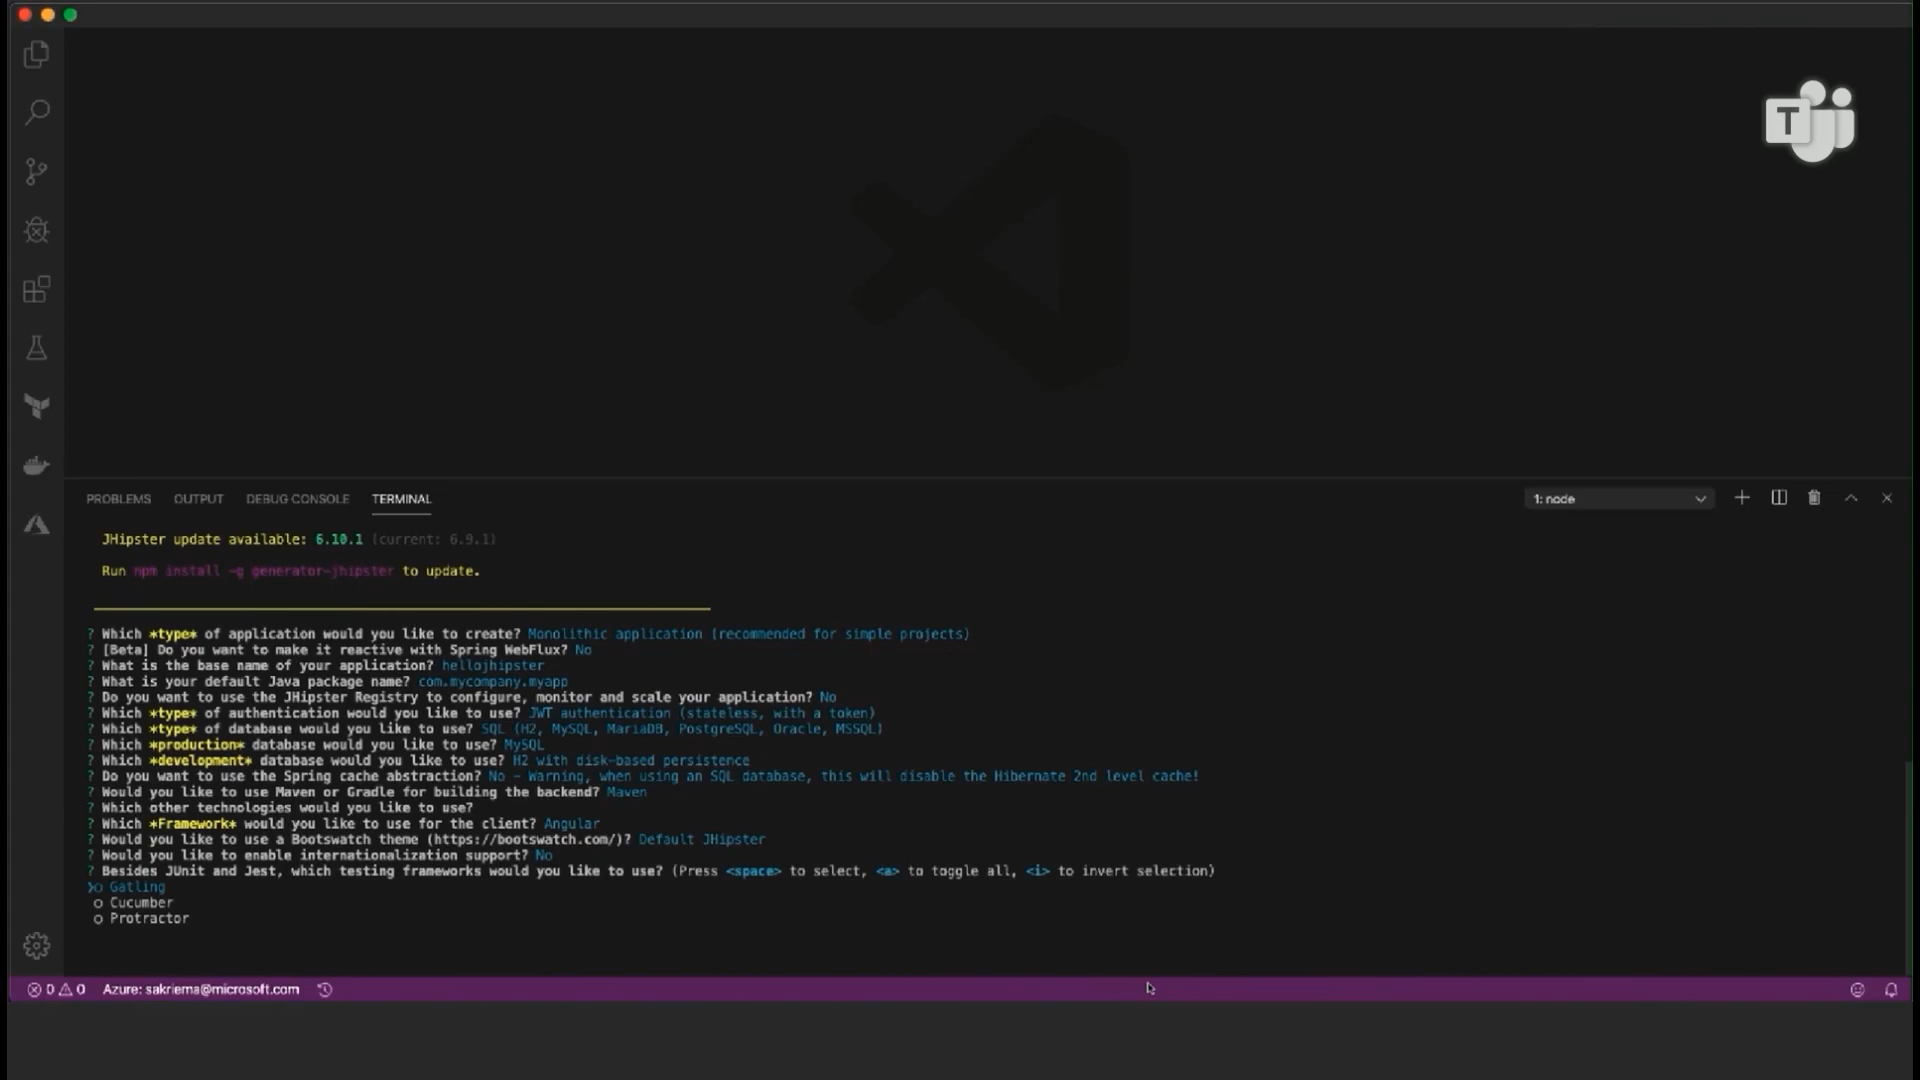 T
PROBLEMS OUTPUT DEBUG CONSOLE TERMINAL 1: node
JHipster update available: 6.10.1 (current: 6.9.1)
Run npm install -g generator-jhipster to update.
? Which *type* of application would you like to create? Monolithic application (recommended for simple projects)
? [Beta] Do you want to make it reactive with Spring WebFlux? No
? What is the base name of your application? hellojhipster
? What is your default Java package name? com.mycompany.myapp
? Do you want to use the JHipster Registry to configure, monitor and scale your application? No
? Which *type* of authentication would you like to use? JWT authentication (stateless, with a token)
? Which *type* of database would you like to use? SQL (H2, MySQL, MariaDB, PostgreSQL, Oracle, MSSQL)
? Which *production* database would you like to use? MySQL
? Which *development* database would you like to use? H2 with disk-based persistence
? Do you want to use the Spring cache abstraction? No - Warning, when using an SQL database, this will disable the Hibernate 2nd level cache!
? Would you like to use Maven or Gradle for building the backend? Maven
? Which other technologies would you like to use?
? Which *Framework* would you like to use for the client? Angular
? Would you like to use a Bootswatch theme (https://bootswatch.com/)? Default JHipster
? Would you like to enable internationalization support? No
? Besides JUnit and Jest, which testing frameworks would you like to use? (Press <space> to select, <a> to toggle all, <i> to invert selection)
❯○ Gatling
○ Cucumber
○ Protractor
0 0 Azure: sakriema@microsoft.com